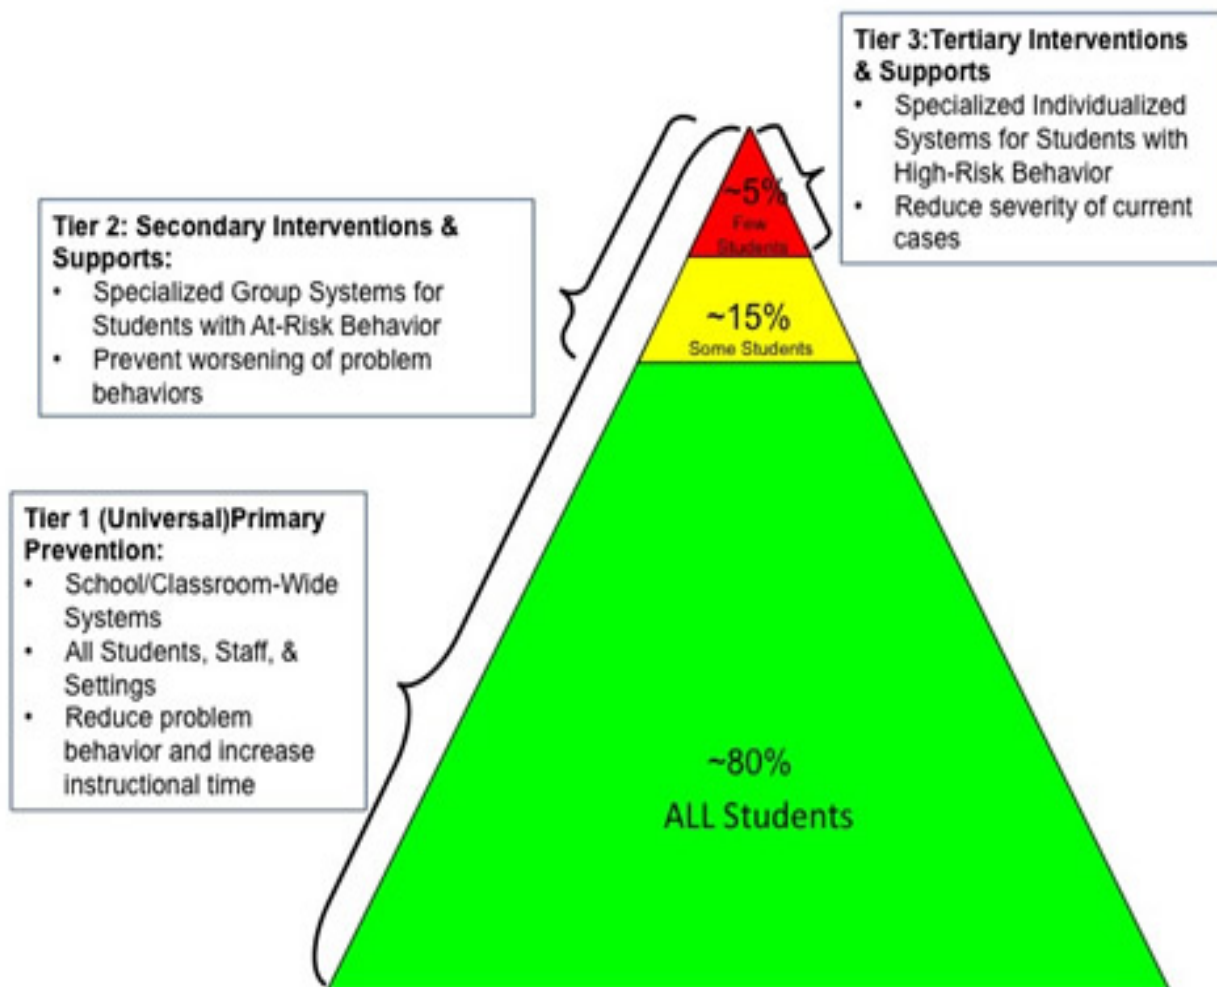 Tier 3:Tertiary Interventions
& Supports
• Specialized Individualized
Systems for Students with
High-Risk Behavior
• Reduce severity of current
cases
Tier 2: Secondary Interventions &
Supports:
• Specialized Group Systems for
Students with At-Risk Behavior
• Prevent worsening of problem
behaviors
Tier 1 (Universal)Primary
Prevention:
• School/Classroom-Wide
Systems
• All Students, Staff, &
Settings
• Reduce problem
behavior and increase
instructional time
~5%
Few
Students
~15%
Some Students
~80%
ALL Students